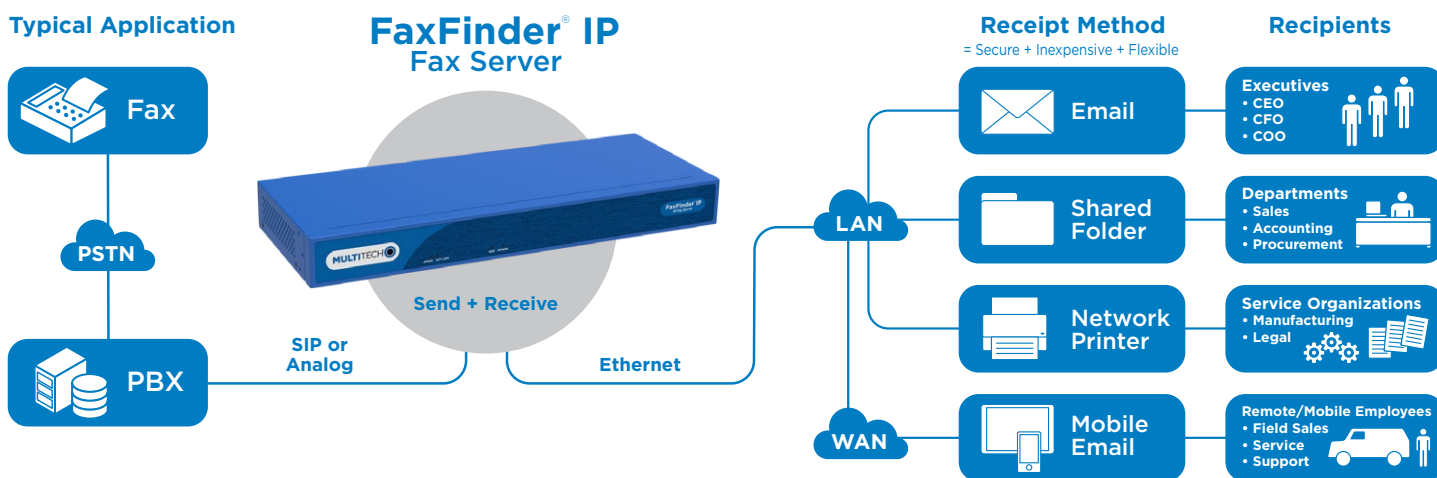 Typical Application
FaxFinder® IP
Fax Server
Receipt Method
= Secure + Inexpensive + Flexible
Recipients
Fax
PSTN
PBX
SIP or
Analog
MULTITECH
FaxFinder IP
Send + Receive
Ethernet
LAN
WAN
Email
Shared
Folder
Network
Printer
Mobile
Email
Executives
• CEO
• CFO
• COO
Departments
• Sales
• Accounting
• Procurement
Service Organizations
• Manufacturing
• Legal
Remote/Mobile Employees
• Field Sales
• Service
• Support